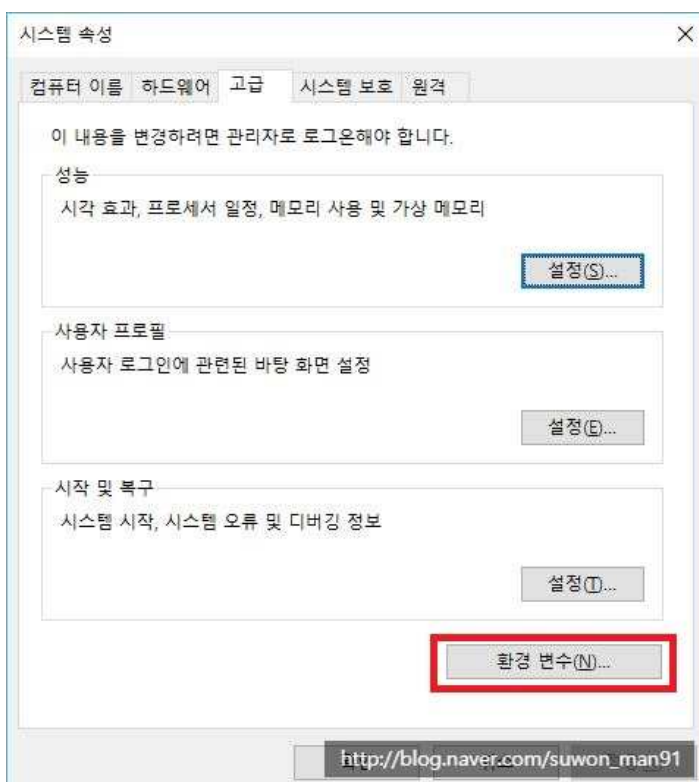 시스템 속성
컴퓨터 이름 하드웨어 고급 시스템 보호 원격
이 내용을 변경하려면 관리자로 로그온해야 합니다.
성능
시각 효과, 프로세서 일정, 메모리 사용 및 가상 메모리
설정(S)...
사용자 프로필
사용자 로그인에 관련된 바탕 화면 설정
설정(E)...
시작 및 복구
시스템 시작, 시스템 오류 및 디버깅 정보
설정(T)...
환경 변수(N)...
http://blog.naver.com/suwon_man91